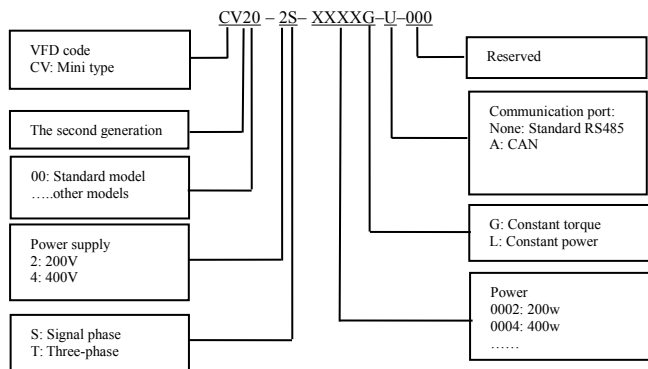 CV20 - 2S- XXXXG-U-000
VFD code
CV: Mini type
The second generation
00: Standard model
…..other models
Power supply
2: 200V
4: 400V
S: Signal phase
T: Three-phase
Reserved
Communication port:
None: Standard RS485
A: CAN
G: Constant torque
L: Constant power
Power
0002: 200w
0004: 400w
……